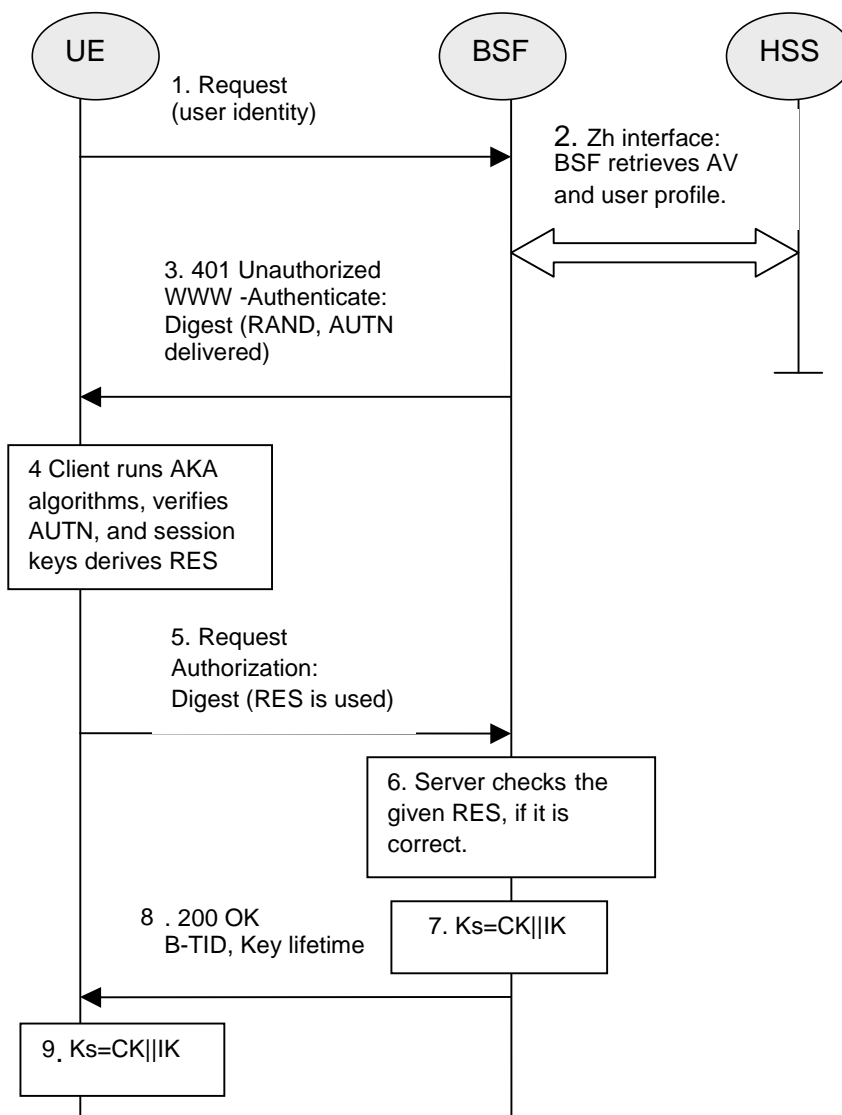 UE
BSF
HSS
1. Request
(user identity)
2. Zh interface:
BSF retrieves AV
and user profile.
3. 401 Unauthorized
WWW -Authenticate:
Digest (RAND, AUTN
delivered)
4 Client runs AKA
algorithms, verifies
AUTN, and session
keys derives RES
5. Request
Authorization:
Digest (RES is used)
6. Server checks the
given RES, if it is
correct.
7. Ks=CK||IK
8 . 200 OK
B-TID, Key lifetime
9. Ks=CK||IK